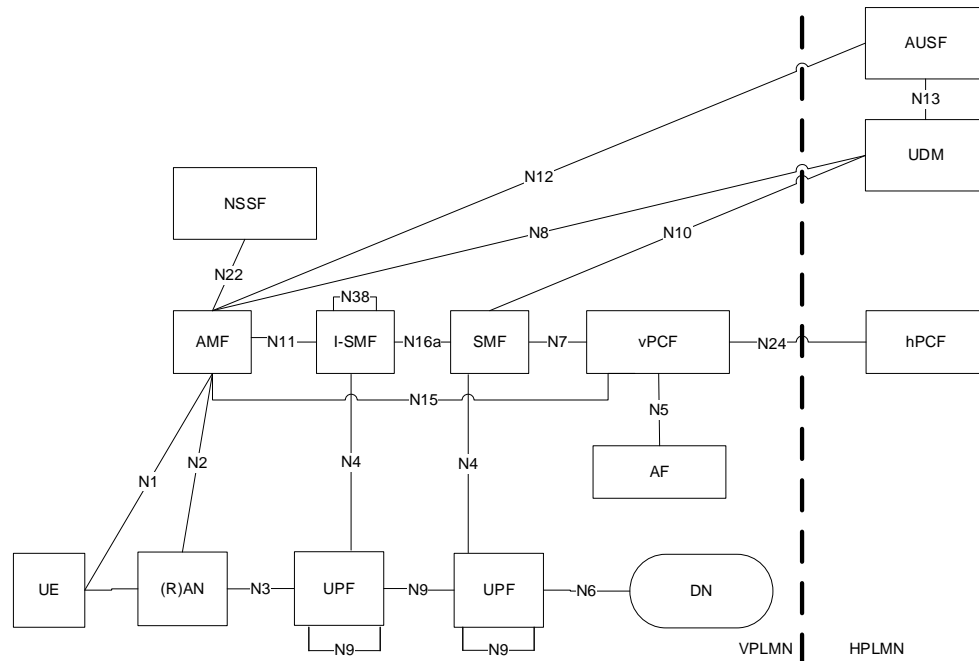 AUSF
N13
UDM
N12
NSSF
N8
N10
N22
N38
AMF
N11
I-SMF
N16a
SMF
N7
vPCF
N24
hPCF
N15
N5
N1
N2
N4
N4
AF
UE
(R)AN
N3
UPF
N9
UPF
N6
DN
N9
N9
VPLMN
HPLMN